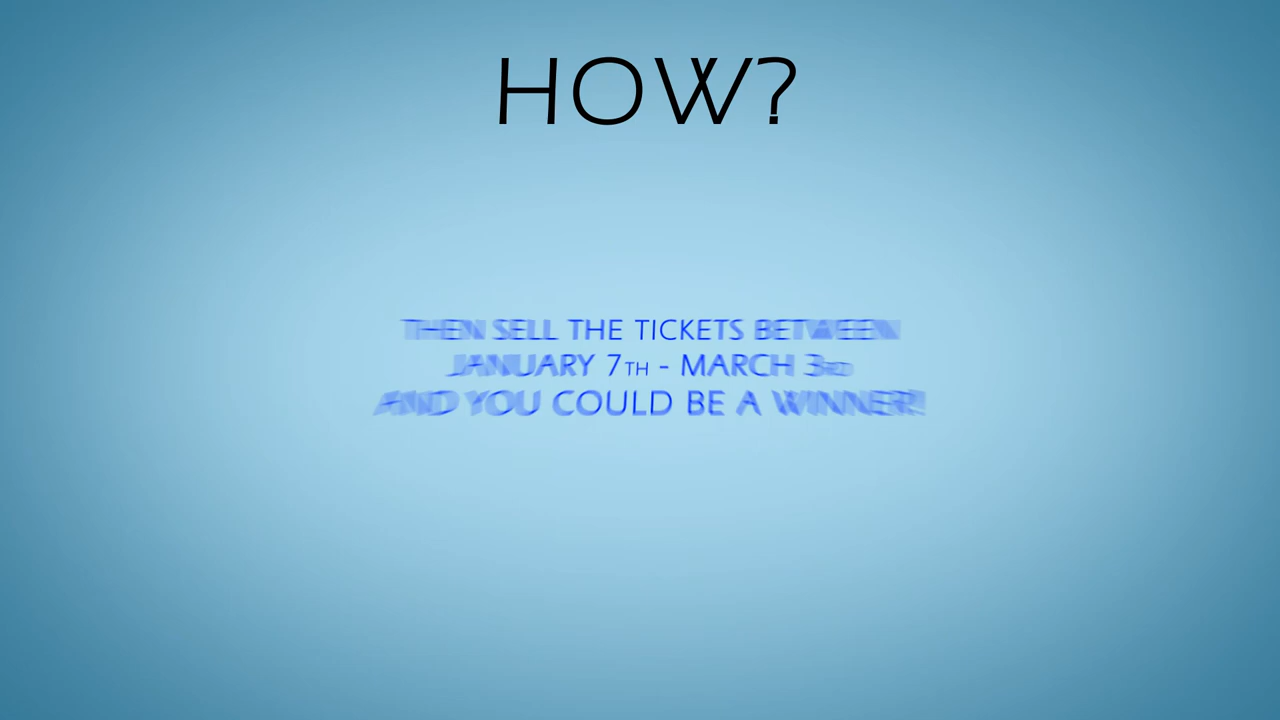 HOW?
THEN SELL THE TICKETS BETWEEN
JANUARY 7TH - MARCH 3RD
AND YOU COULD BE A WINNER!